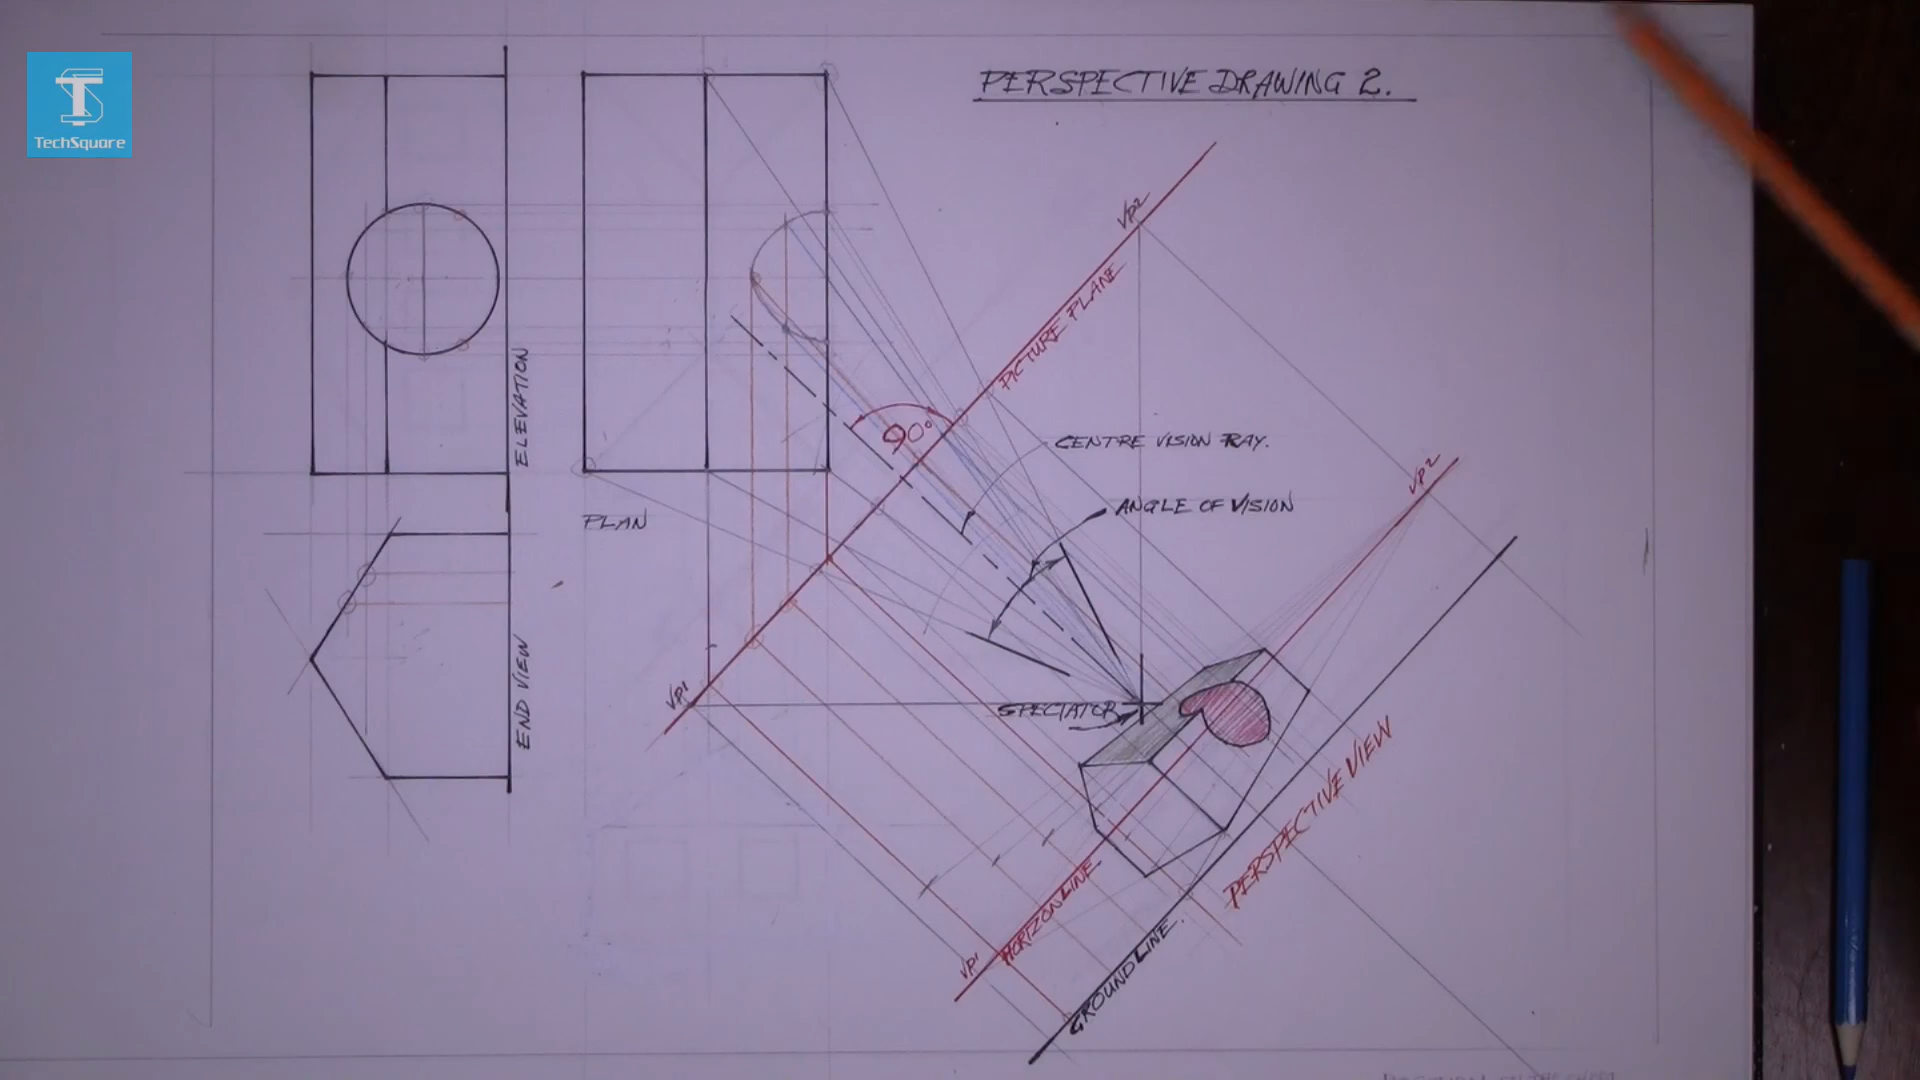 TechSquare
PERSPECTIVE DRAWING 2.
VP2
PICTURE PLANE
ELEVATION
90°
CENTRE VISION RAY.
VP2
ANGLE OF VISION
PLAN
END VIEW
VP1
SPECTATOR
PERSPECTIVE VIEW
HORIZON LINE
VP1
GROUND LINE.